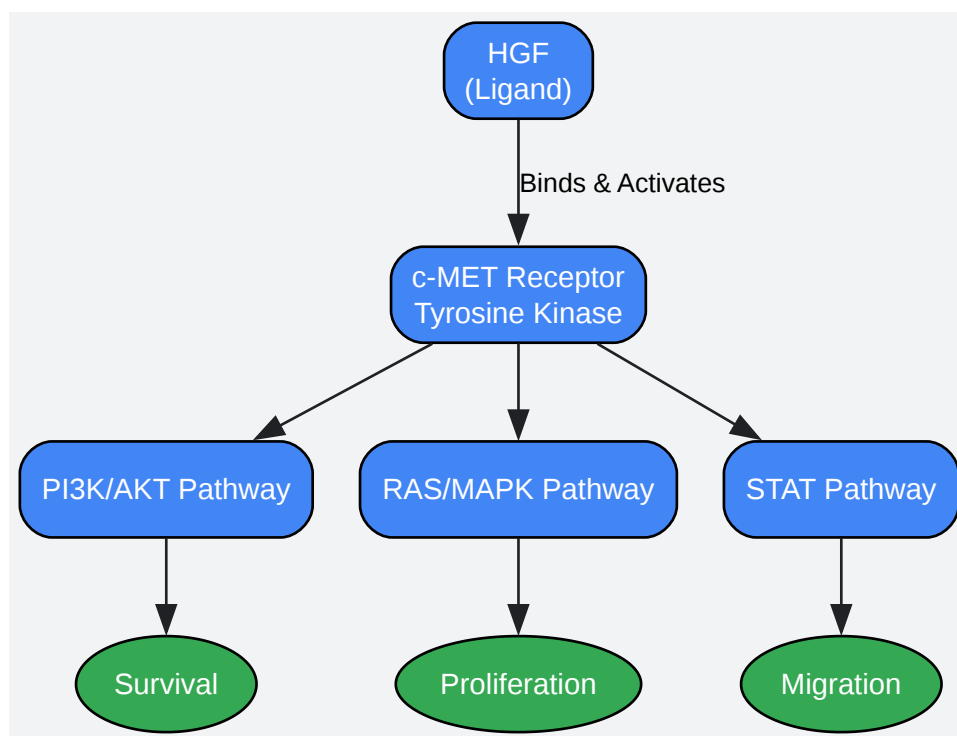 HGF
(Ligand)
Binds & Activates
c-MET Receptor
Tyrosine Kinase
PI3K/AKT Pathway
RAS/MAPK Pathway
STAT Pathway
Survival
Proliferation
Migration